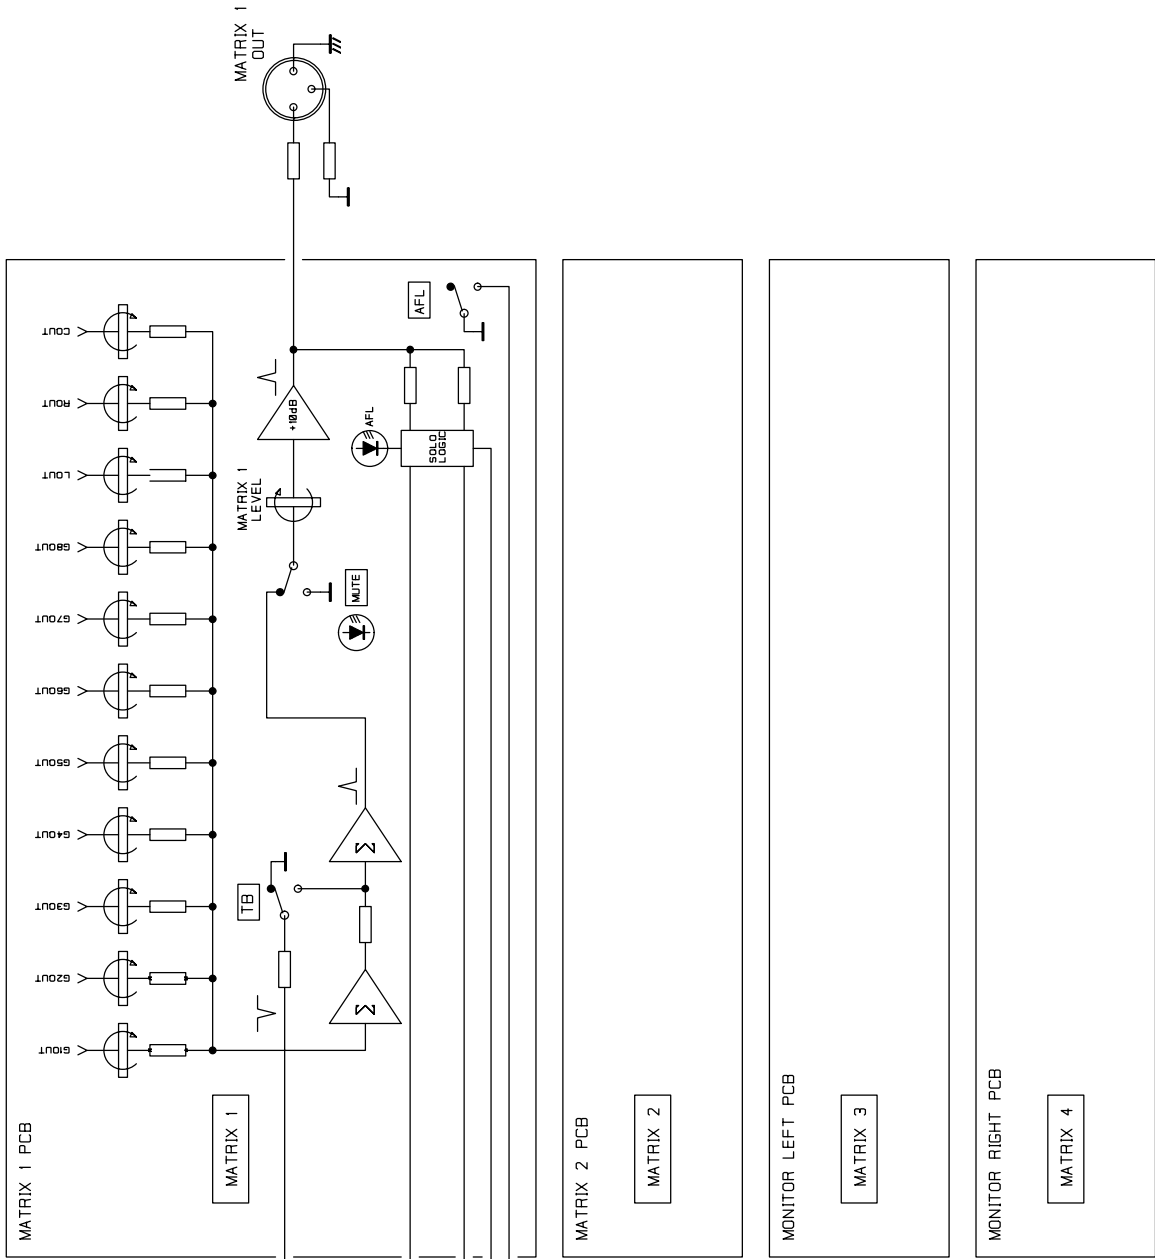 MATRIX 1 PCB
MATRIX 1
G1OUT
G2OUT
G3OUT
G4OUT
G5OUT
G6OUT
G7OUT
G8OUT
LOUT
ROUT
COUT
TB
Σ
Σ
MUTE
MATRIX 1
LEVEL
+10dB
AFL
SOLO
LOGIC
AFL
MATRIX 1
OUT
MATRIX 2 PCB
MATRIX 2
MONITOR LEFT PCB
MATRIX 3
MONITOR RIGHT PCB
MATRIX 4